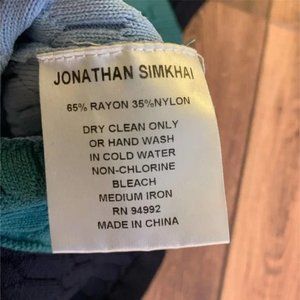 JONATHAN SIMKHAI
65% RAYON 35%NYLON
DRY CLEAN ONLY
OR HAND WASH
IN COLD WATER
NON-CHLORINE
BLEACH
MEDIUM IRON
RN 94992
MADE IN CHINA